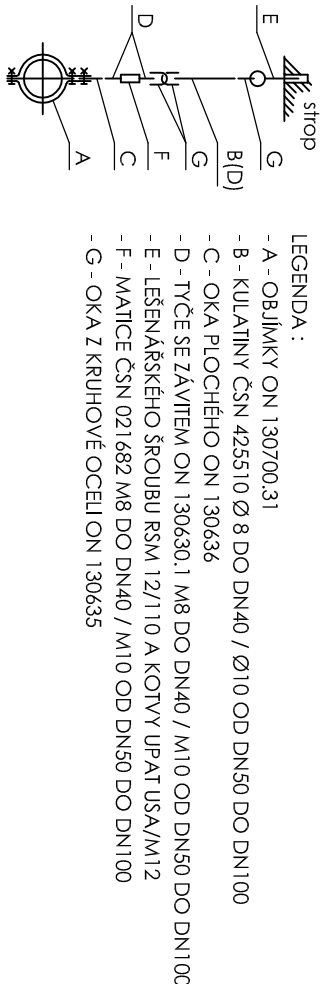 strop
E
G
B(D)
G
F
D
C
A
LEGENDA :
- A - OBJÍMKY ON 130700.31
- B - KULATINY ČSN 425510 Ø 8 DO DN40 / Ø10 OD DN50 DO DN100
- C - OKA PLOCHÉHO ON 130636
- D - TYČE SE ZÁVITEM ON 130630.1 M8 DO DN40 / M10 OD DN50 DO DN100
- E - LEŠENÁŘSKÉHO ŠROUBU RSM 12/110 A KOTVY UPAT USA/M12
- F - MATICE ČSN 021682 M8 DO DN40 / M10 OD DN50 DO DN100
- G - OKA Z KRUHOVÉ OCELI ON 130635